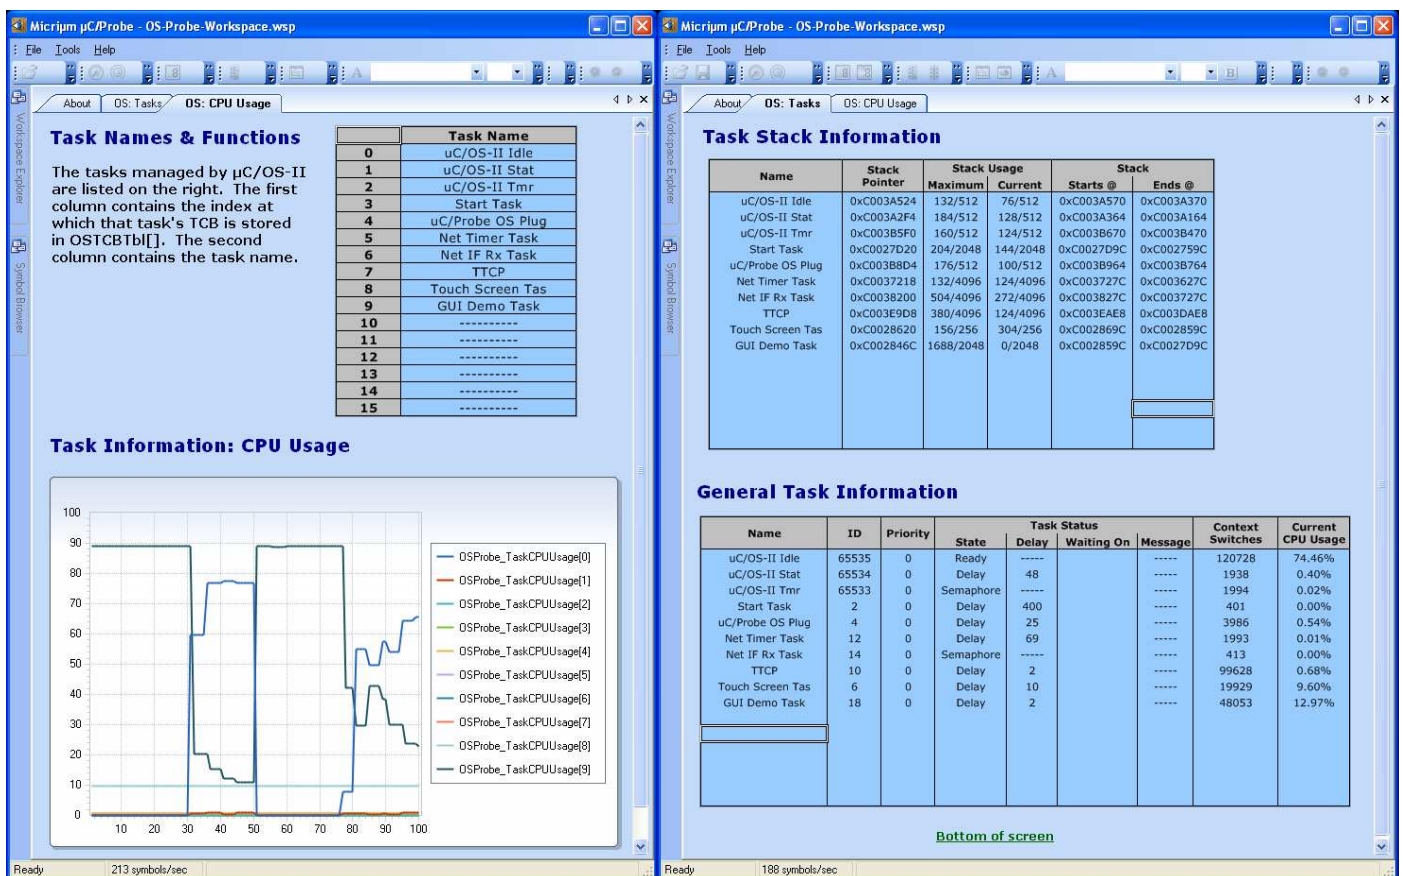 Micriµm µC/Probe - OS-Probe-Workspace.wsp
File Tools Help
About OS: Tasks OS: CPU Usage
Workspace Explorer
Symbol Browser
Task Names & Functions
The tasks managed by µC/OS-II
are listed on the right. The first
column contains the index at
which that task's TCB is stored
in OSTCBTbl[]. The second
column contains the task name.
Task Name
0 uC/OS-II Idle
1 uC/OS-II Stat
2 uC/OS-II Tmr
3 Start Task
4 uC/Probe OS Plug
5 Net Timer Task
6 Net IF Rx Task
7 TTCP
8 Touch Screen Tas
9 GUI Demo Task
10 ----------
11 ----------
12 ----------
13 ----------
14 ----------
15 ----------
Task Information: CPU Usage
100
90
80
70
60
50
40
30
20
10
0
10 20 30 40 50 60 70 80 90 100
OSProbe_TaskCPUUsage[0]
OSProbe_TaskCPUUsage[1]
OSProbe_TaskCPUUsage[2]
OSProbe_TaskCPUUsage[3]
OSProbe_TaskCPUUsage[4]
OSProbe_TaskCPUUsage[5]
OSProbe_TaskCPUUsage[6]
OSProbe_TaskCPUUsage[7]
OSProbe_TaskCPUUsage[8]
OSProbe_TaskCPUUsage[9]
Ready 213 symbols/sec
Micriµm µC/Probe - OS-Probe-Workspace.wsp
File Tools Help
About OS: Tasks OS: CPU Usage
Workspace Explorer
Symbol Browser
Task Stack Information
Name Stack Pointer Stack Usage Stack
Maximum Current Starts @ Ends @
uC/OS-II Idle 0xC003A524 132/512 76/512 0xC003A570 0xC003A370
uC/OS-II Stat 0xC003A2F4 184/512 128/512 0xC003A364 0xC003A164
uC/OS-II Tmr 0xC003B5F0 160/512 124/512 0xC003B670 0xC003B470
Start Task 0xC0027D20 204/2048 144/2048 0xC0027D9C 0xC002759C
uC/Probe OS Plug 0xC003B8D4 176/512 100/512 0xC003B964 0xC003B764
Net Timer Task 0xC0037218 132/4096 124/4096 0xC003727C 0xC003627C
Net IF Rx Task 0xC0038200 504/4096 272/4096 0xC003827C 0xC003727C
TTCP 0xC003E9D8 380/4096 124/4096 0xC003EAE8 0xC003DAE8
Touch Screen Tas 0xC0028620 156/256 304/256 0xC002869C 0xC002859C
GUI Demo Task 0xC002846C 1688/2048 0/2048 0xC002859C 0xC0027D9C
General Task Information
Name ID Priority Task Status Context Switches Current CPU Usage
State Delay Waiting On Message
uC/OS-II Idle 65535 0 Ready ----- ----- 120728 74.46%
uC/OS-II Stat 65534 0 Delay 48 ----- 1938 0.40%
uC/OS-II Tmr 65533 0 Semaphore ----- ----- 1994 0.02%
Start Task 2 0 Delay 400 ----- 401 0.00%
uC/Probe OS Plug 4 0 Delay 25 ----- 3986 0.54%
Net Timer Task 12 0 Delay 69 ----- 1993 0.01%
Net IF Rx Task 14 0 Semaphore ----- ----- 413 0.00%
TTCP 10 0 Delay 2 ----- 99628 0.68%
Touch Screen Tas 6 0 Delay 10 ----- 19929 9.60%
GUI Demo Task 18 0 Delay 2 ----- 48053 12.97%
Bottom of screen
Ready 188 symbols/sec